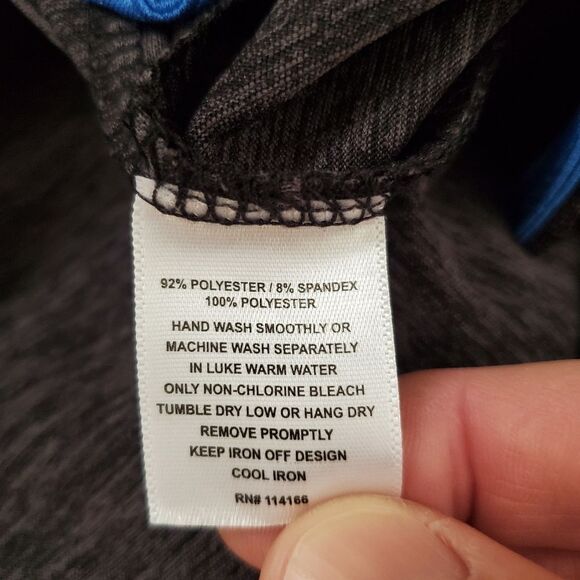 92% POLYESTER / 8% SPANDEX
100% POLYESTER
HAND WASH SMOOTHLY OR
MACHINE WASH SEPARATELY
IN LUKE WARM WATER
ONLY NON-CHLORINE BLEACH
TUMBLE DRY LOW OR HANG DRY
REMOVE PROMPTLY
KEEP IRON OFF DESIGN
COOL IRON
RN# 114166